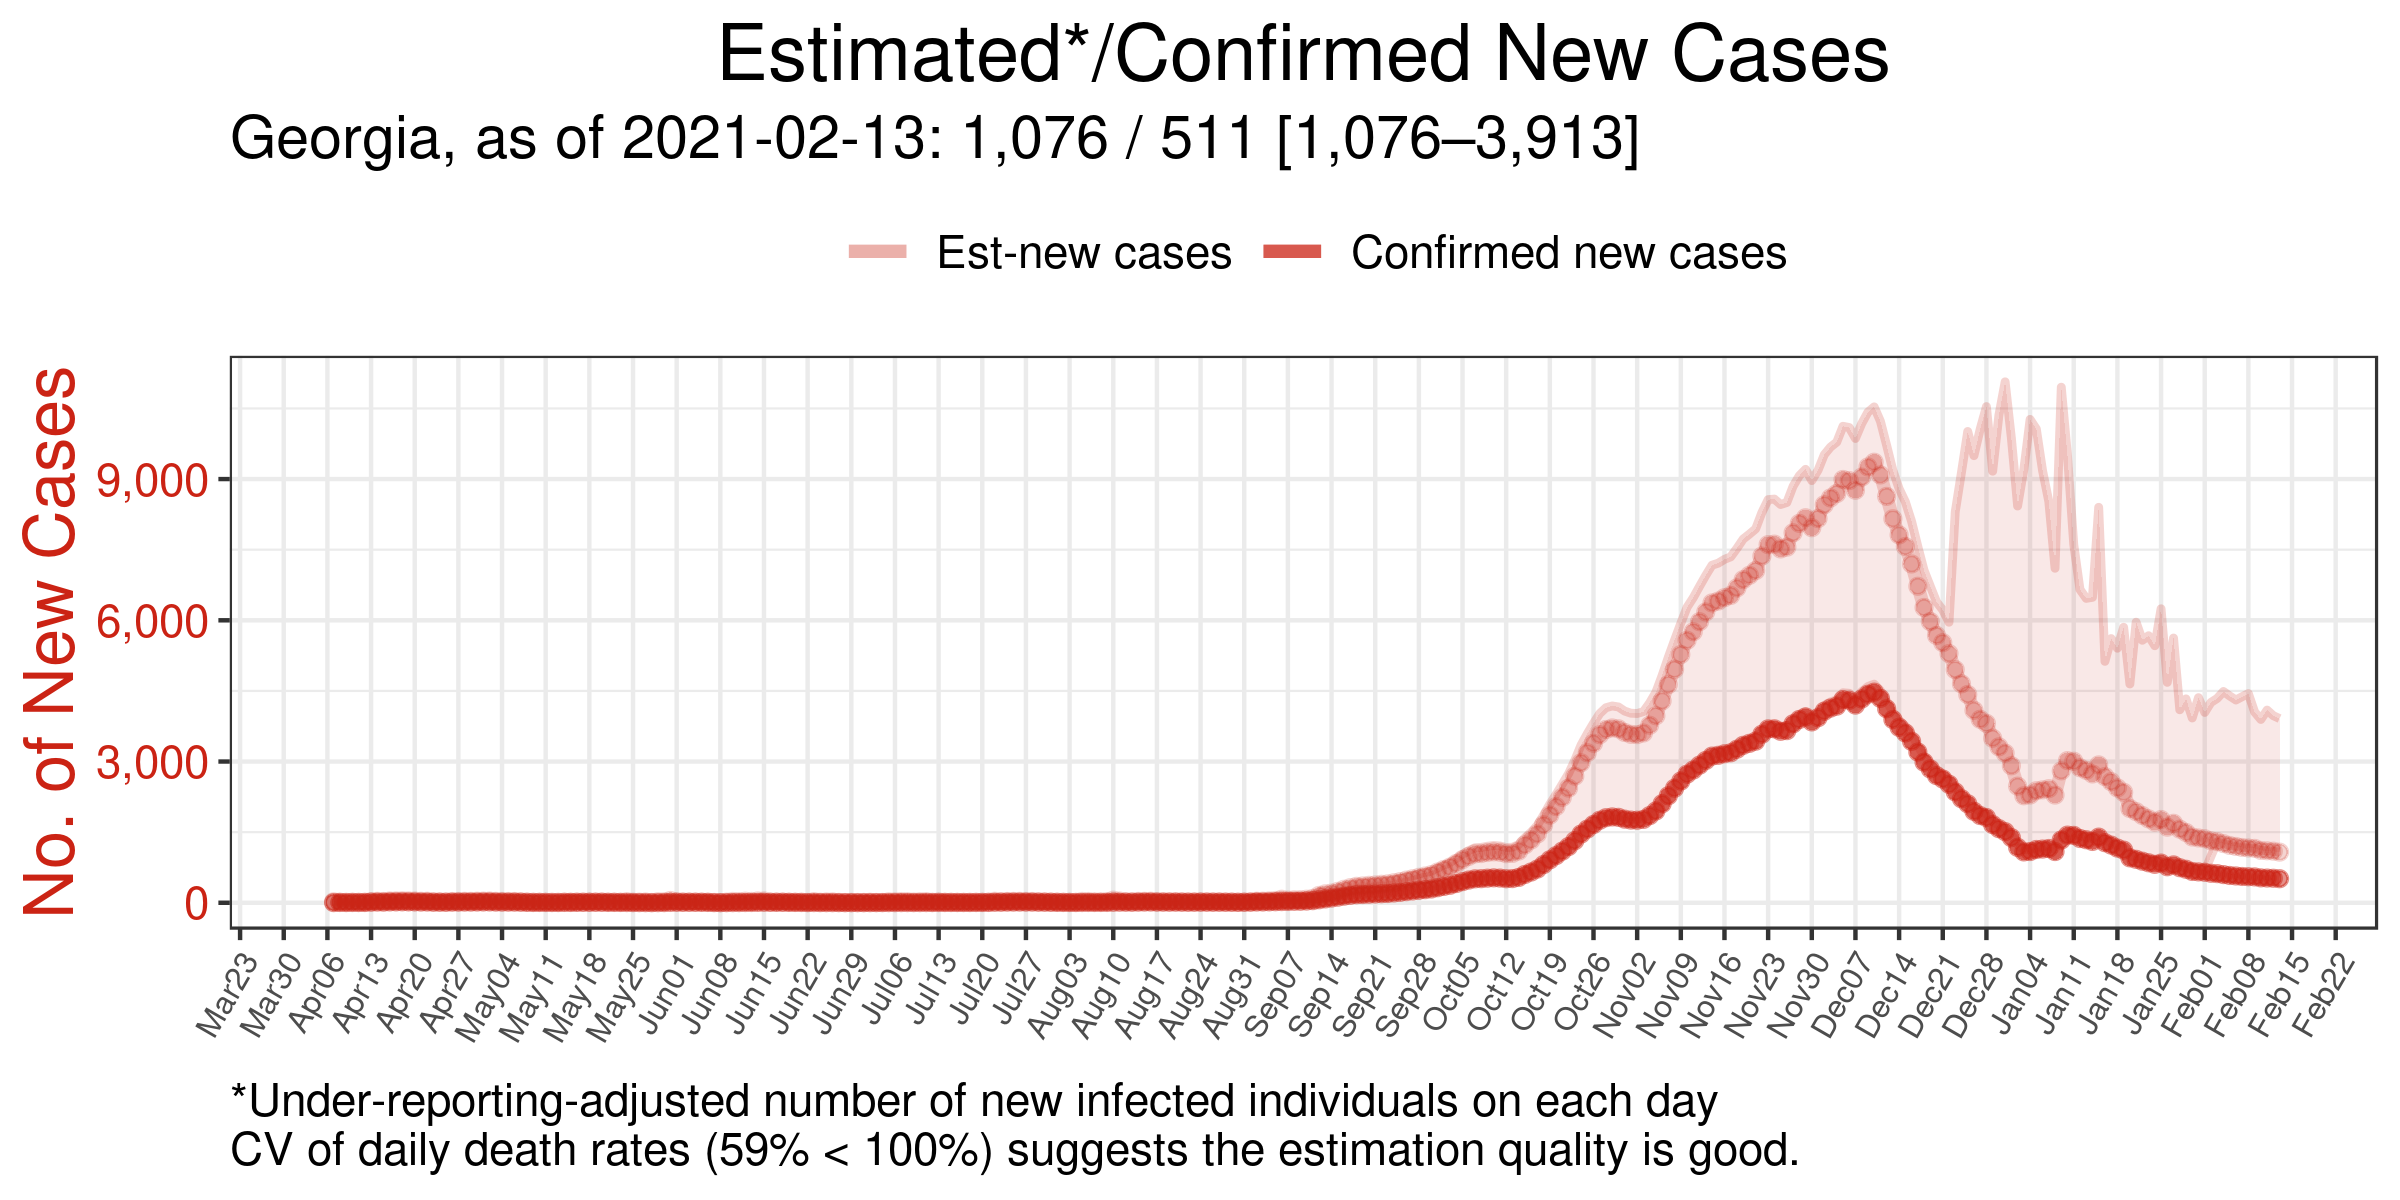 Estimated*/Confirmed New Cases
Georgia, as of 2021-02-13: 1,076 / 511 [1,076–3,913]
Est-new cases Confirmed new cases
No. of New Cases
9,000
6,000
3,000
0
Mar23 Mar30 Apr06 Apr13 Apr20 Apr27 May04 May11 May18 May25 Jun01 Jun08 Jun15 Jun22 Jun29 Jul06 Jul13 Jul20 Jul27 Aug03 Aug10 Aug17 Aug24 Aug31 Sep07 Sep14 Sep21 Sep28 Oct05 Oct12 Oct19 Oct26 Nov02 Nov09 Nov16 Nov23 Nov30 Dec07 Dec14 Dec21 Dec28 Jan04 Jan11 Jan18 Jan25 Feb01 Feb08 Feb15 Feb22
*Under-reporting-adjusted number of new infected individuals on each day
CV of daily death rates (59% < 100%) suggests the estimation quality is good.